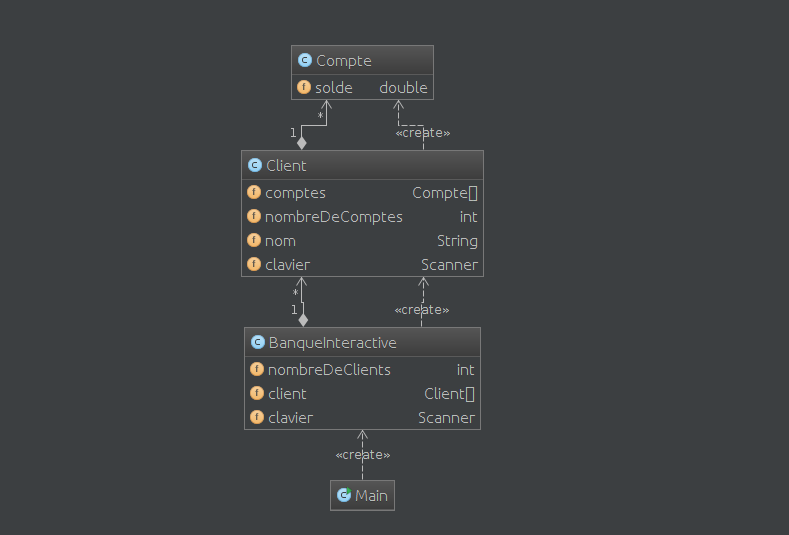 Compte
solde double
*
1 «create»
Client
comptes Compte[]
nombreDeComptes int
nom String
clavier Scanner
*
1 «create»
BanqueInteractive
nombreDeClients int
client Client[]
clavier Scanner
«create»
Main